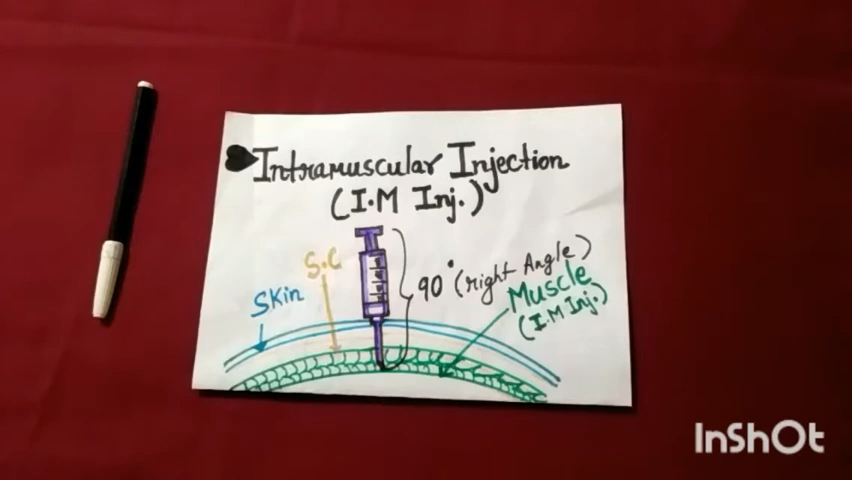 Intramuscular Injection
(I.M Inj.)
S.C
90° (right Angle)
Skin
Muscle
(I.M Inj.)
InShOt